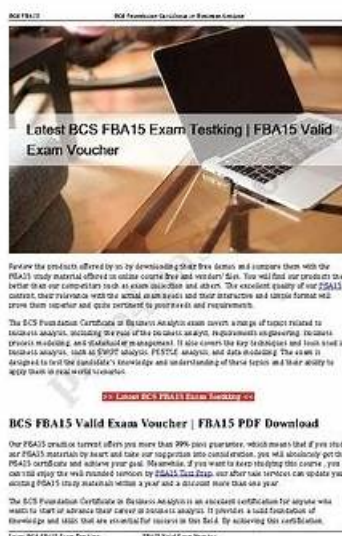 BCS FBA15 BCS Foundation Certificate in Business Analysis
Latest BCS FBA15 Exam Testking | FBA15 Valid
Exam Voucher
Review the products offered by us by downloading their free demos and compare them with the
FBA15 study material offered in online course free and vendors' files. You will find our products the
better than our competitors such as exam collection and others. The excellent quality of our FBA15
content, their relevance with the actual exam needs and their interactive and simple format will
prove them superior and quite pertinent to your needs and requirements.
The BCS Foundation Certificate in Business Analysis exam covers a range of topics related to
business analysis, including the role of the business analyst, requirements engineering, business
process modeling, and stakeholder management. It also covers the key techniques and tools used in
business analysis, such as SWOT analysis, PESTLE analysis, and data modeling. The exam is
designed to test the candidate's knowledge and understanding of these topics and their ability to
apply them in real world scenarios.
>> Latest BCS FBA15 Exam Testking <<
BCS FBA15 Valid Exam Voucher | FBA15 PDF Download
Our FBA15 practice torrent offers you more than 99% pass guarantee, which means that if you study
our FBA15 materials by heart and take our suggestion into consideration, you will absolutely get the
FBA15 certificate and achieve your goal. Meanwhile, if you want to keep studying this course , you
can still enjoy the well-rounded services by FBA15 Test Prep, our after-sale services can update your
existing FBA15 study materials within a year and a discount more than one year.
The BCS Foundation Certificate in Business Analysis is an excellent certification for anyone who
wants to start or advance their career in business analysis. It provides a solid foundation of
knowledge and skills that are essential for success in this field. By achieving this certification,
Latest BCS FBA15 Exam Testking FBA15 Valid Exam Voucher